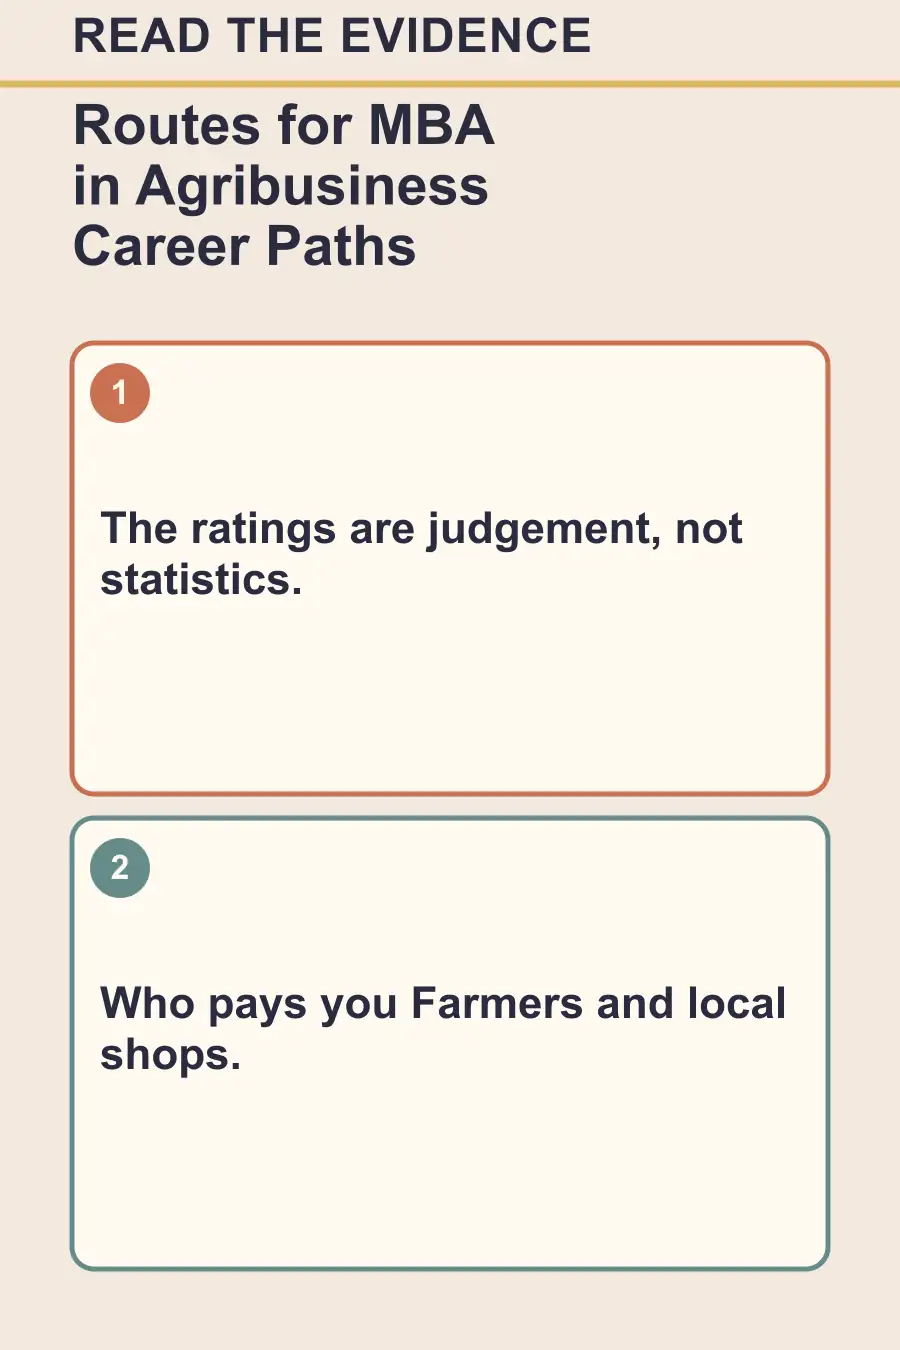 READ THE EVIDENCE
Routes for MBA
in Agribusiness
Career Paths
1
The ratings are judgement, not
statistics.
2
Who pays you Farmers and local
shops.